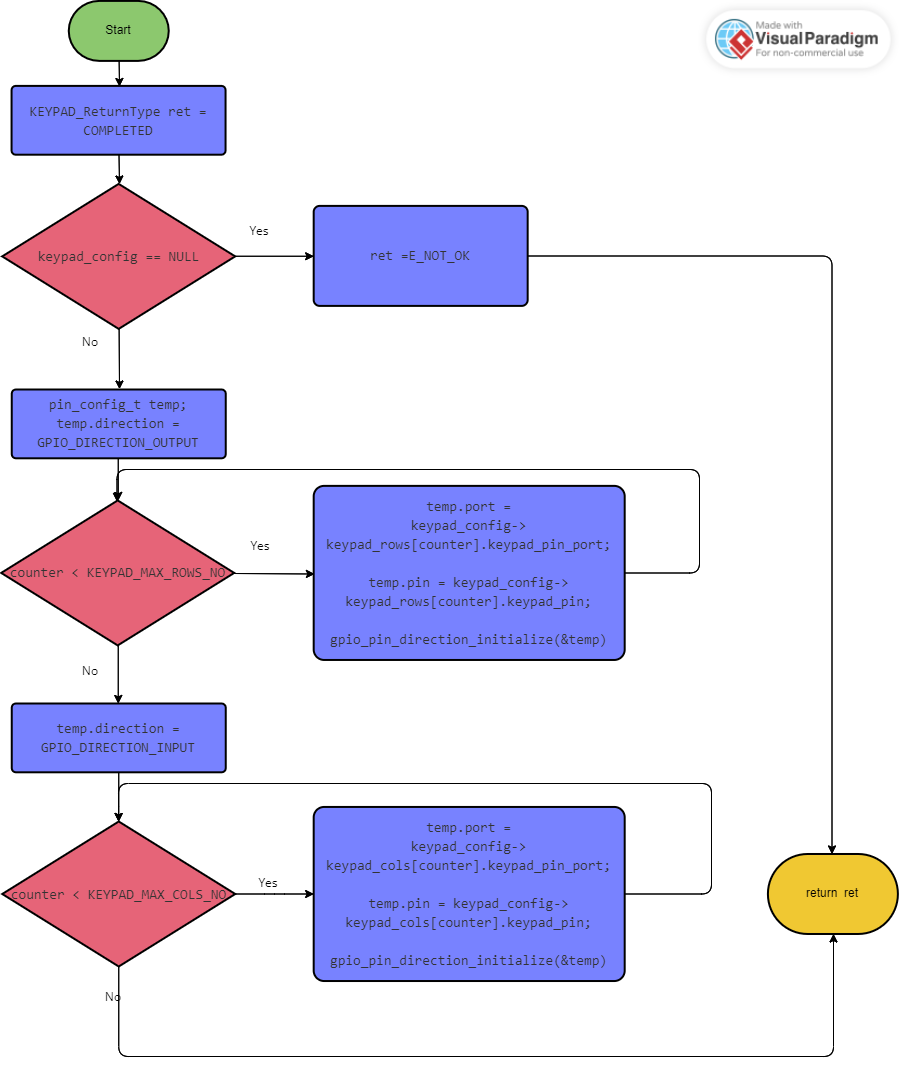 Start
Made with
VisualParadigm
For non-commercial use
KEYPAD_ReturnType ret =
COMPLETED
Yes
keypad_config == NULL
ret =E_NOT_OK
No
pin_config_t temp;
temp.direction =
GPIO_DIRECTION_OUTPUT
temp.port =
keypad_config->
keypad_rows[counter].keypad_pin_port;
temp.pin = keypad_config->
keypad_rows[counter].keypad_pin;
gpio_pin_direction_initialize(&temp)
Yes
counter < KEYPAD_MAX_ROWS_NO
No
temp.direction =
GPIO_DIRECTION_INPUT
temp.port =
keypad_config->
keypad_cols[counter].keypad_pin_port;
temp.pin = keypad_config->
keypad_cols[counter].keypad_pin;
gpio_pin_direction_initialize(&temp)
Yes
counter < KEYPAD_MAX_COLS_NO
return ret
No